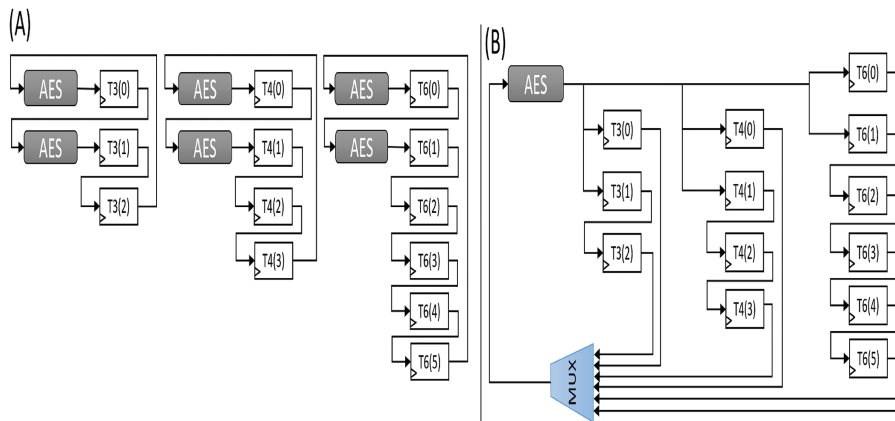 (A)
AES
T3(0)
AES
T3(1)
T3(2)
AES
T4(0)
AES
T4(1)
T4(2)
T4(3)
AES
T6(0)
AES
T6(1)
T6(2)
T6(3)
T6(4)
T6(5)
(B)
AES
T3(0)
T3(1)
T3(2)
T4(0)
T4(1)
T4(2)
T4(3)
T6(0)
T6(1)
T6(2)
T6(3)
T6(4)
T6(5)
MUX